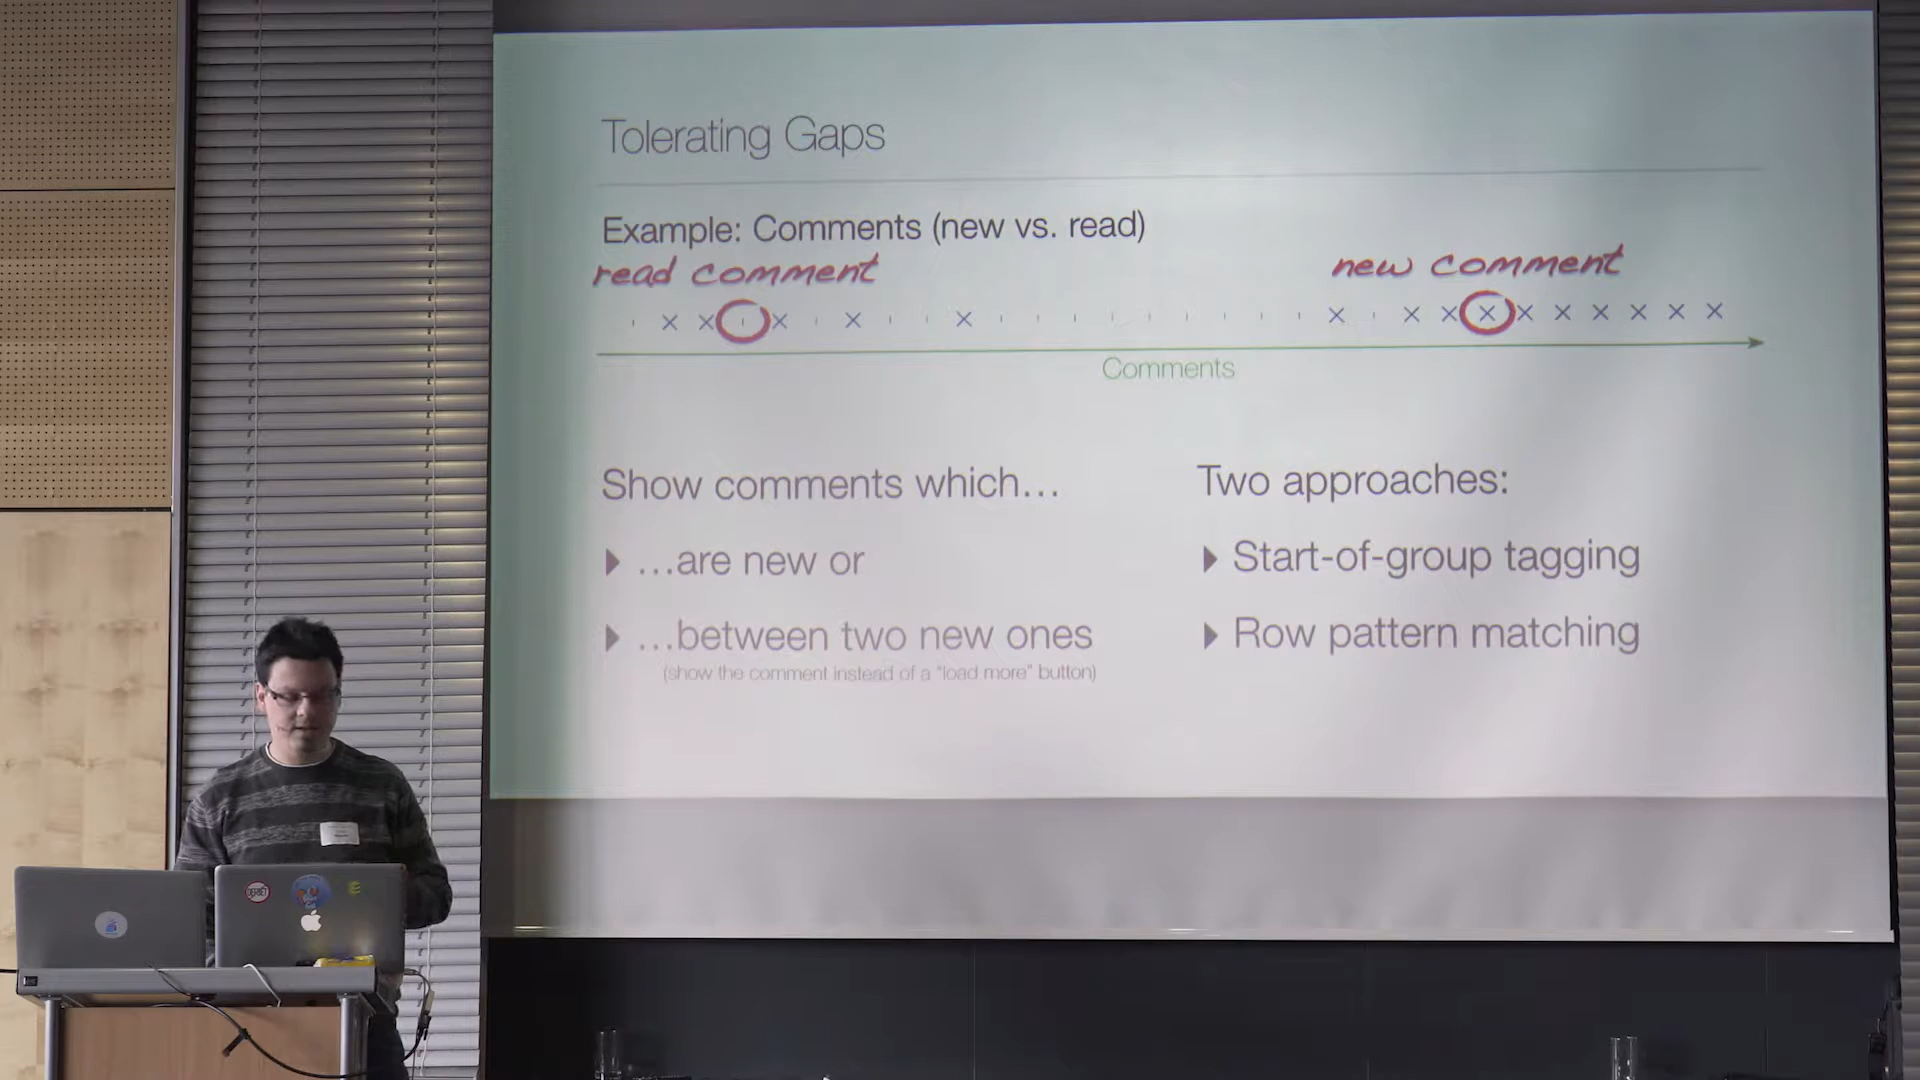 Tolerating Gaps
Example: Comments (new vs. read)
read comment
new comment
Comments
Show comments which…
…are new or
…between two new ones
(show the comment instead of a "load more" button)
Two approaches:
Start-of-group tagging
Row pattern matching